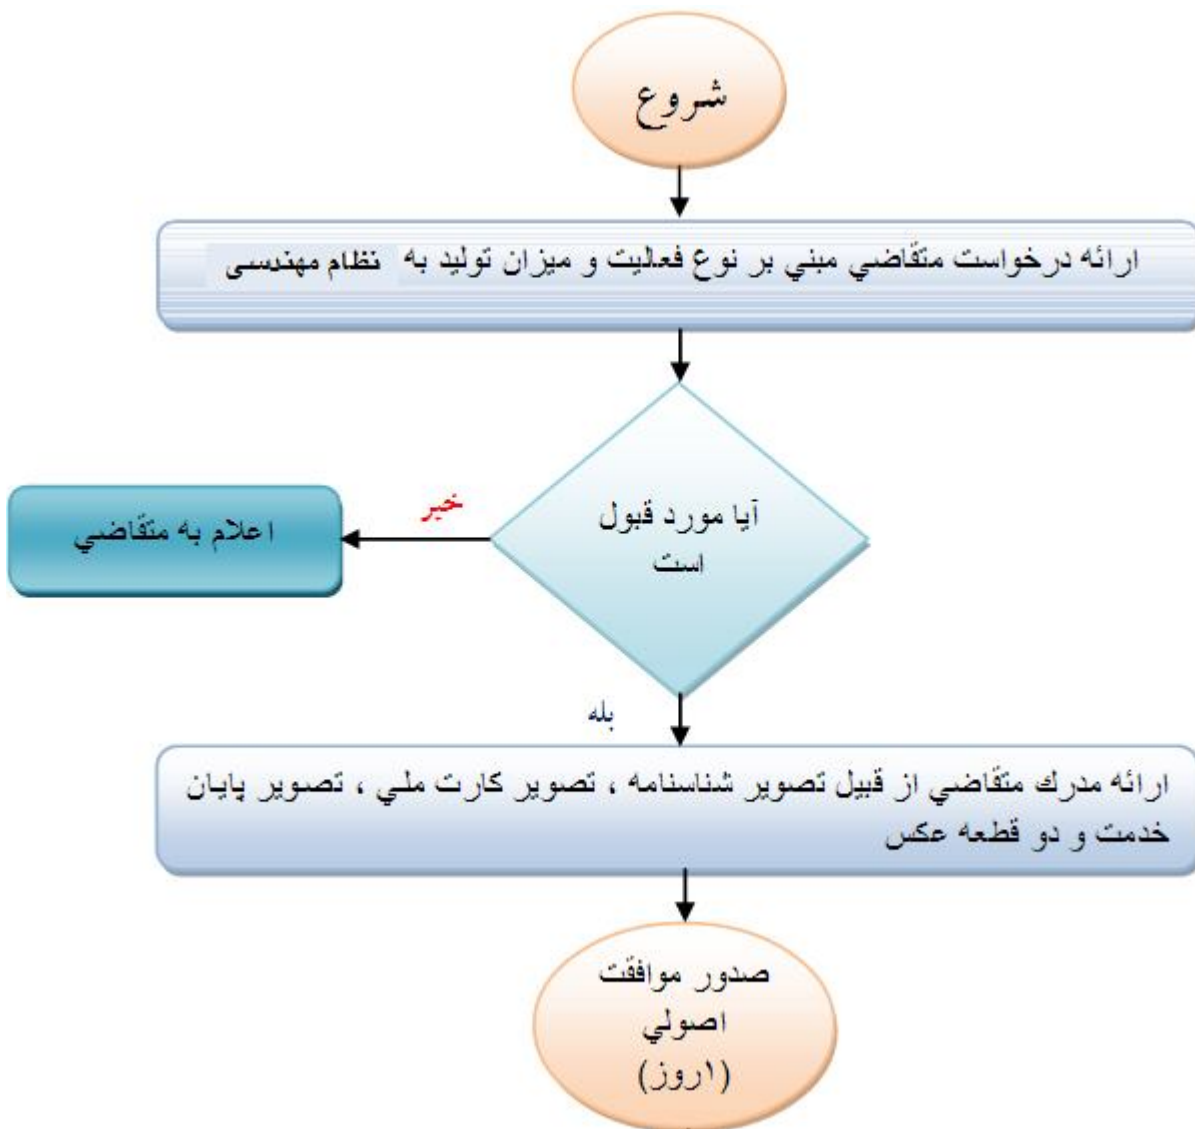 شروع
ارائه درخواست متقاضي مبني بر نوع فعاليت و ميزان توليد به نظام مهندسی
آيا مورد قبول
است
خير
اعلام به متقاضي
بله
ارائه مدرك متقاضي از قبيل تصوير شناسنامه ، تصوير كارت ملي ، تصوير پايان
خدمت و دو قطعه عكس
صدور موافقت
اصولي
(۱روز)